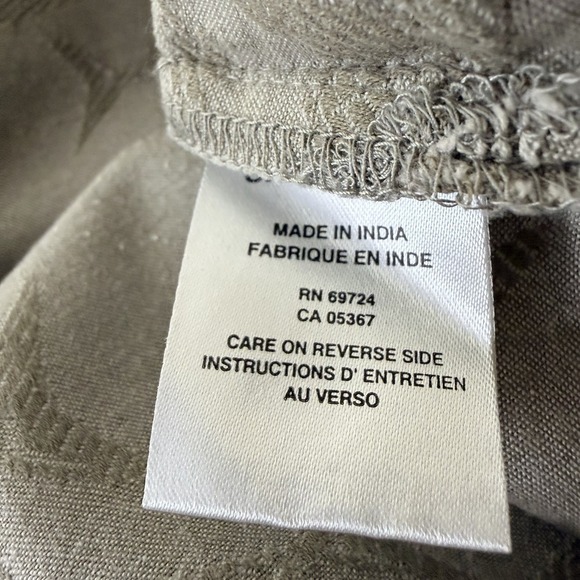 MADE IN INDIA
FABRIQUE EN INDE
RN 69724
CA 05367
CARE ON REVERSE SIDE
INSTRUCTIONS D' ENTRETIEN
AU VERSO